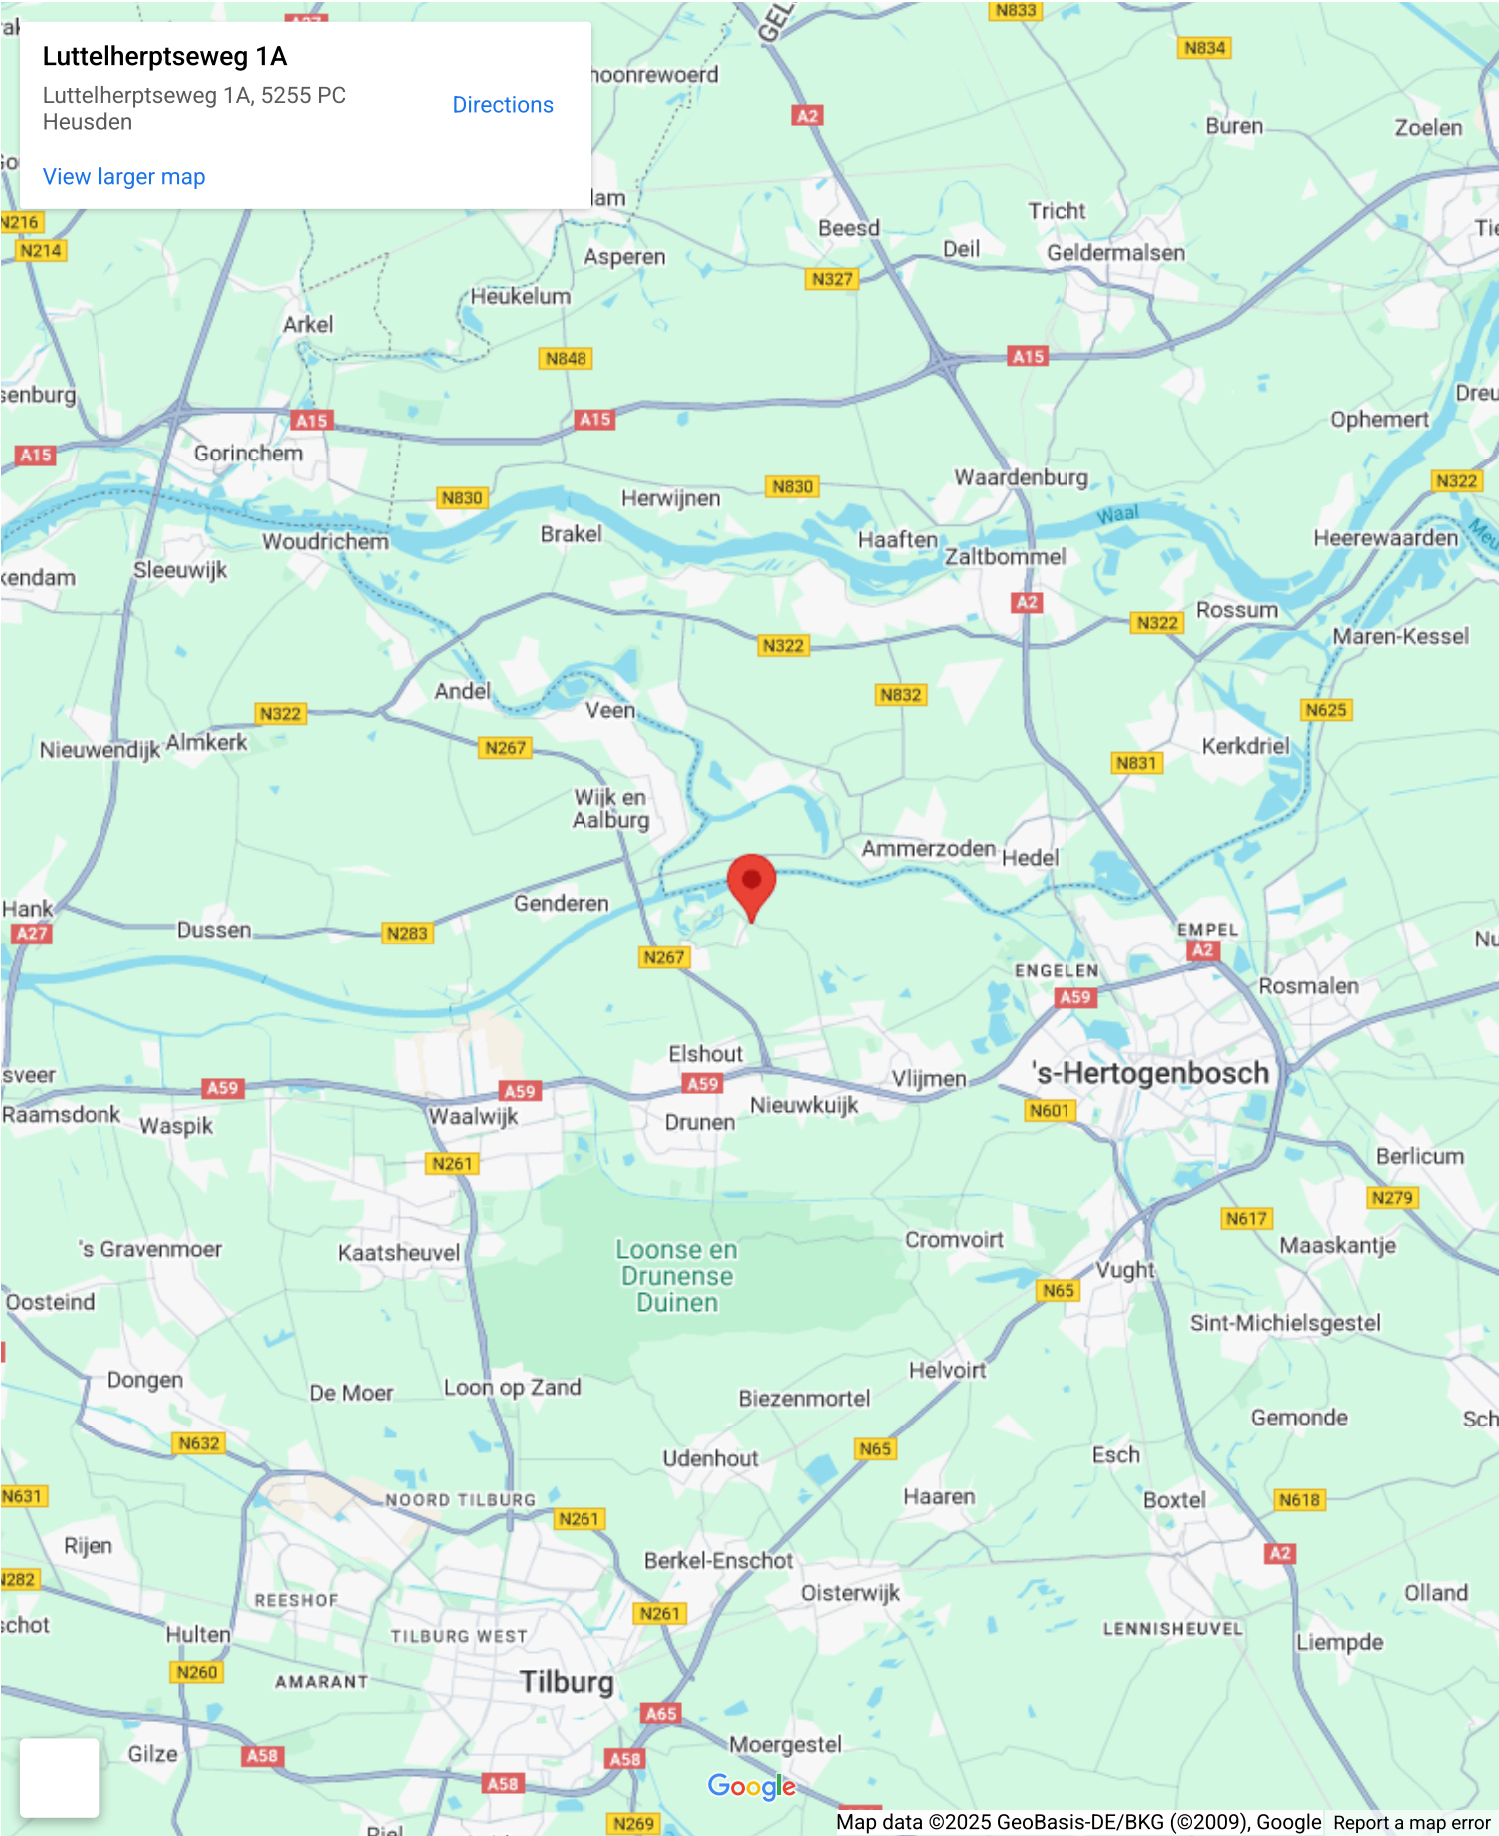 Luttelherptseweg 1A
Luttelherptseweg 1A, 5255 PC
Heusden
Directions
View larger map
N833
N834
hoonrewoerd
A2
Buren
Zoelen
lam
Tricht
N216
N214
Beesd
Asperen
Deil
Geldermalsen
N327
Heukelum
Arkel
N848
A15
senburg
Dreu
A15
A15
Ophemert
A15
Gorinchem
Waardenburg
N322
N830
Herwijnen
N830
Waal
Woudrichem
Brakel
Haaften
Heerewaarden
Meu
Zaltbommel
Sleeuwijk
kendam
A2
Rossum
N322
N322
Maren-Kessel
Andel
N832
Veen
N625
N322
Nieuwendijk
Almkerk
N267
Kerkdriel
N831
Wijk en
Aalburg
Ammerzoden
Hedel
Genderen
Hank
A27
Dussen
N283
EMPEL
A2
Nu
N267
ENGELEN
A59
Rosmalen
Elshout
sveer
A59
A59
A59
Vlijmen
's-Hertogenbosch
Raamsdonk
Waspik
Waalwijk
Drunen
Nieuwkuijk
N601
N261
Berlicum
N279
N617
's Gravenmoer
Kaatsheuvel
Loonse en
Drunense
Duinen
Cromvoirt
Maaskantje
Vught
Oosteind
N65
Sint-Michielsgestel
Dongen
De Moer
Loon op Zand
Helvoirt
Biezenmortel
Gemonde
Sch
N632
Udenhout
N65
Esch
N631
NOORD TILBURG
N261
Haaren
Boxtel
N618
Rijen
Berkel-Enschot
A2
N282
REESHOF
Oisterwijk
Olland
schot
Hulten
TILBURG WEST
N261
LENNISHEUVEL
Liempde
N260
AMARANT
Tilburg
A65
Gilze
A58
A58
A58
Moergestel
Google
N269
Map data ©2025 GeoBasis-DE/BKG (©2009), Google
Report a map error